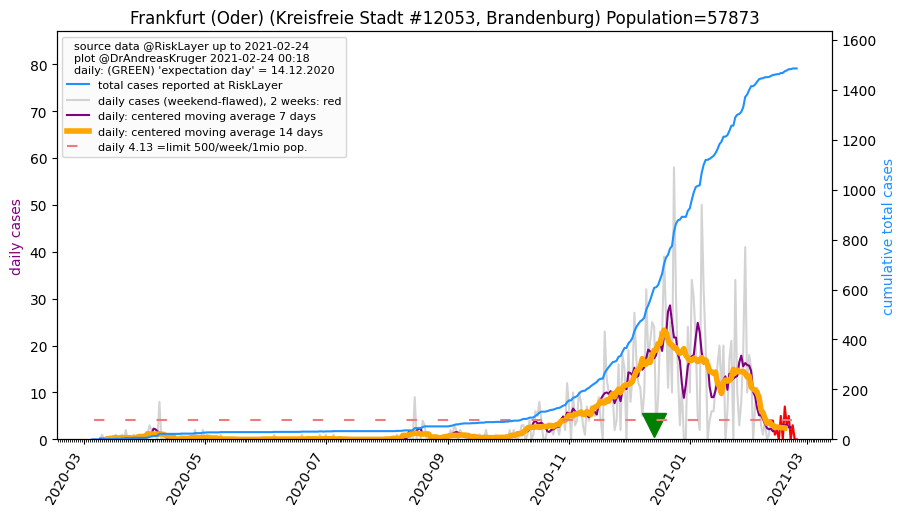 Frankfurt (Oder) (Kreisfreie Stadt #12053, Brandenburg) Population=57873
source data @RiskLayer up to 2021-02-24
plot @DrAndreasKruger 2021-02-24 00:18
daily: (GREEN) 'expectation day' = 14.12.2020
total cases reported at RiskLayer
daily cases (weekend-flawed), 2 weeks: red
daily: centered moving average 7 days
daily: centered moving average 14 days
daily 4.13 =limit 500/week/1mio pop.
daily cases
80
70
60
50
40
30
20
10
0
cumulative total cases
1600
1400
1200
1000
800
600
400
200
0
2020-03
2020-05
2020-07
2020-09
2020-11
2021-01
2021-03